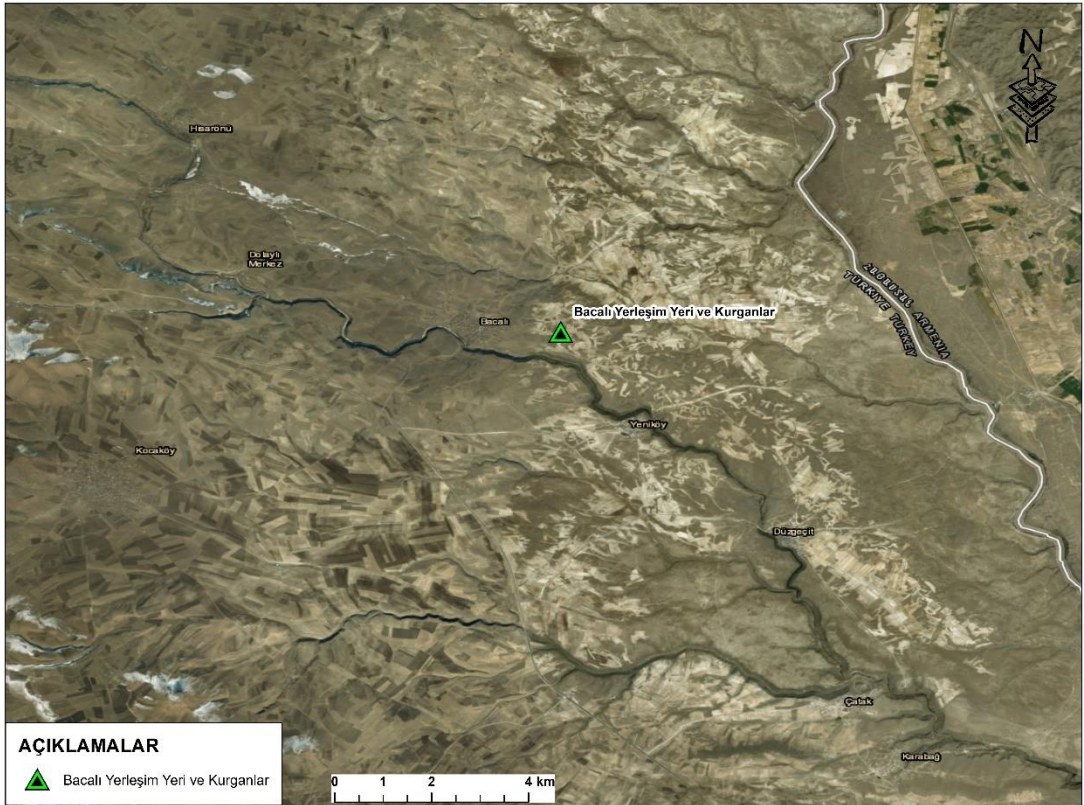 N
Hisarönü
Dolaylı
Merkez
Bacalı Yerleşim Yeri ve Kurganlar
Bacalı
ՀԱՅԱՍՏԱՆ ARMENIA
TÜRKİYE TURKEY
Yeniköy
Kocaköy
Düzgeçit
Çatak
Karabağ
AÇIKLAMALAR
Bacalı Yerleşim Yeri ve Kurganlar
0 1 2 4 km